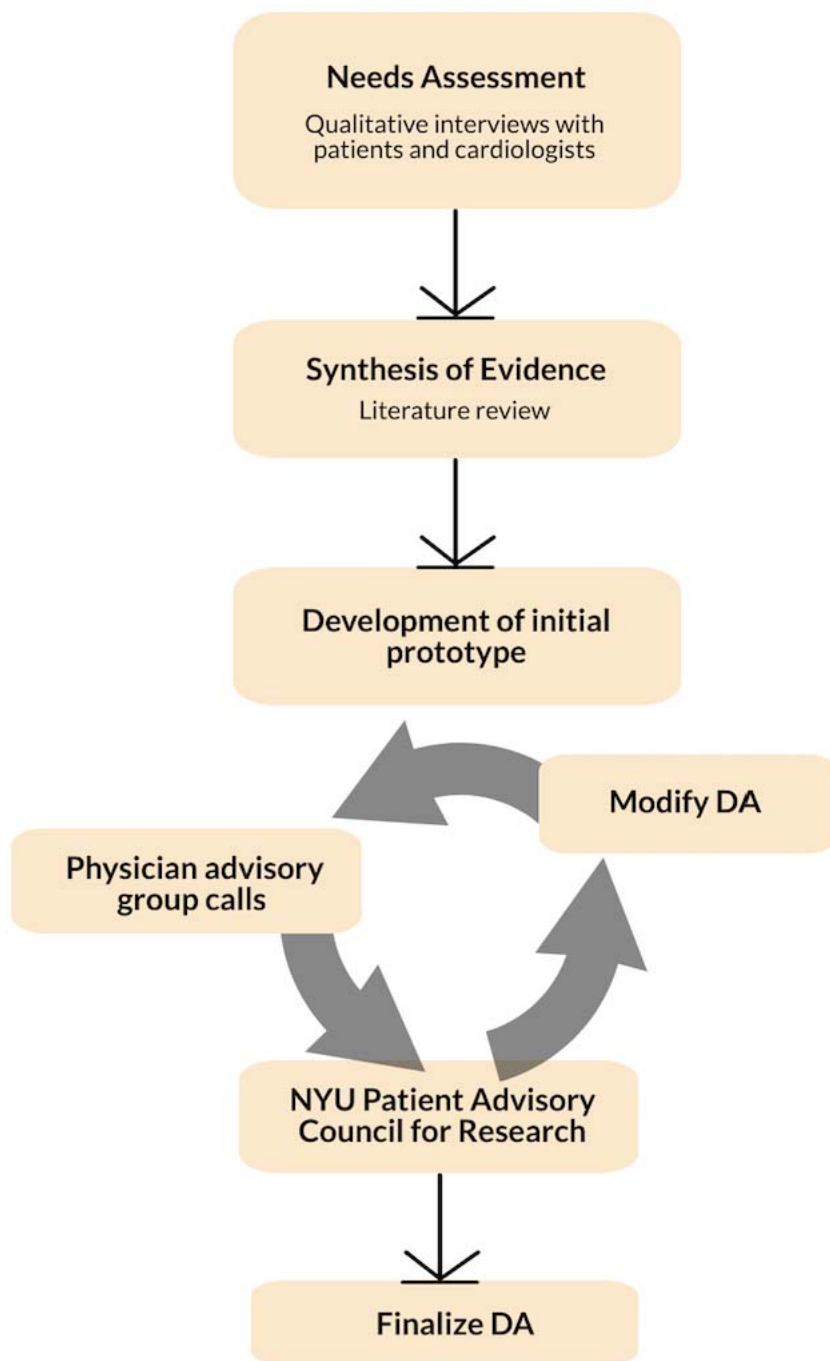 Needs Assessment
Qualitative interviews with
patients and cardiologists
Synthesis of Evidence
Literature review
Development of initial
prototype
Modify DA
Physician advisory
group calls
NYU Patient Advisory
Council for Research
Finalize DA